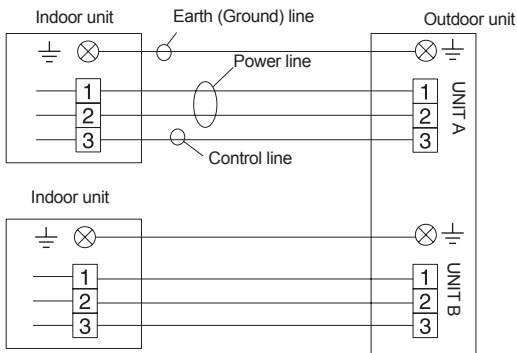 Indoor unit
Earth (Ground) line
Outdoor unit
Power line
1
2
3
1
2
3
UNIT A
Control line
Indoor unit
1
2
3
1
2
3
UNIT B